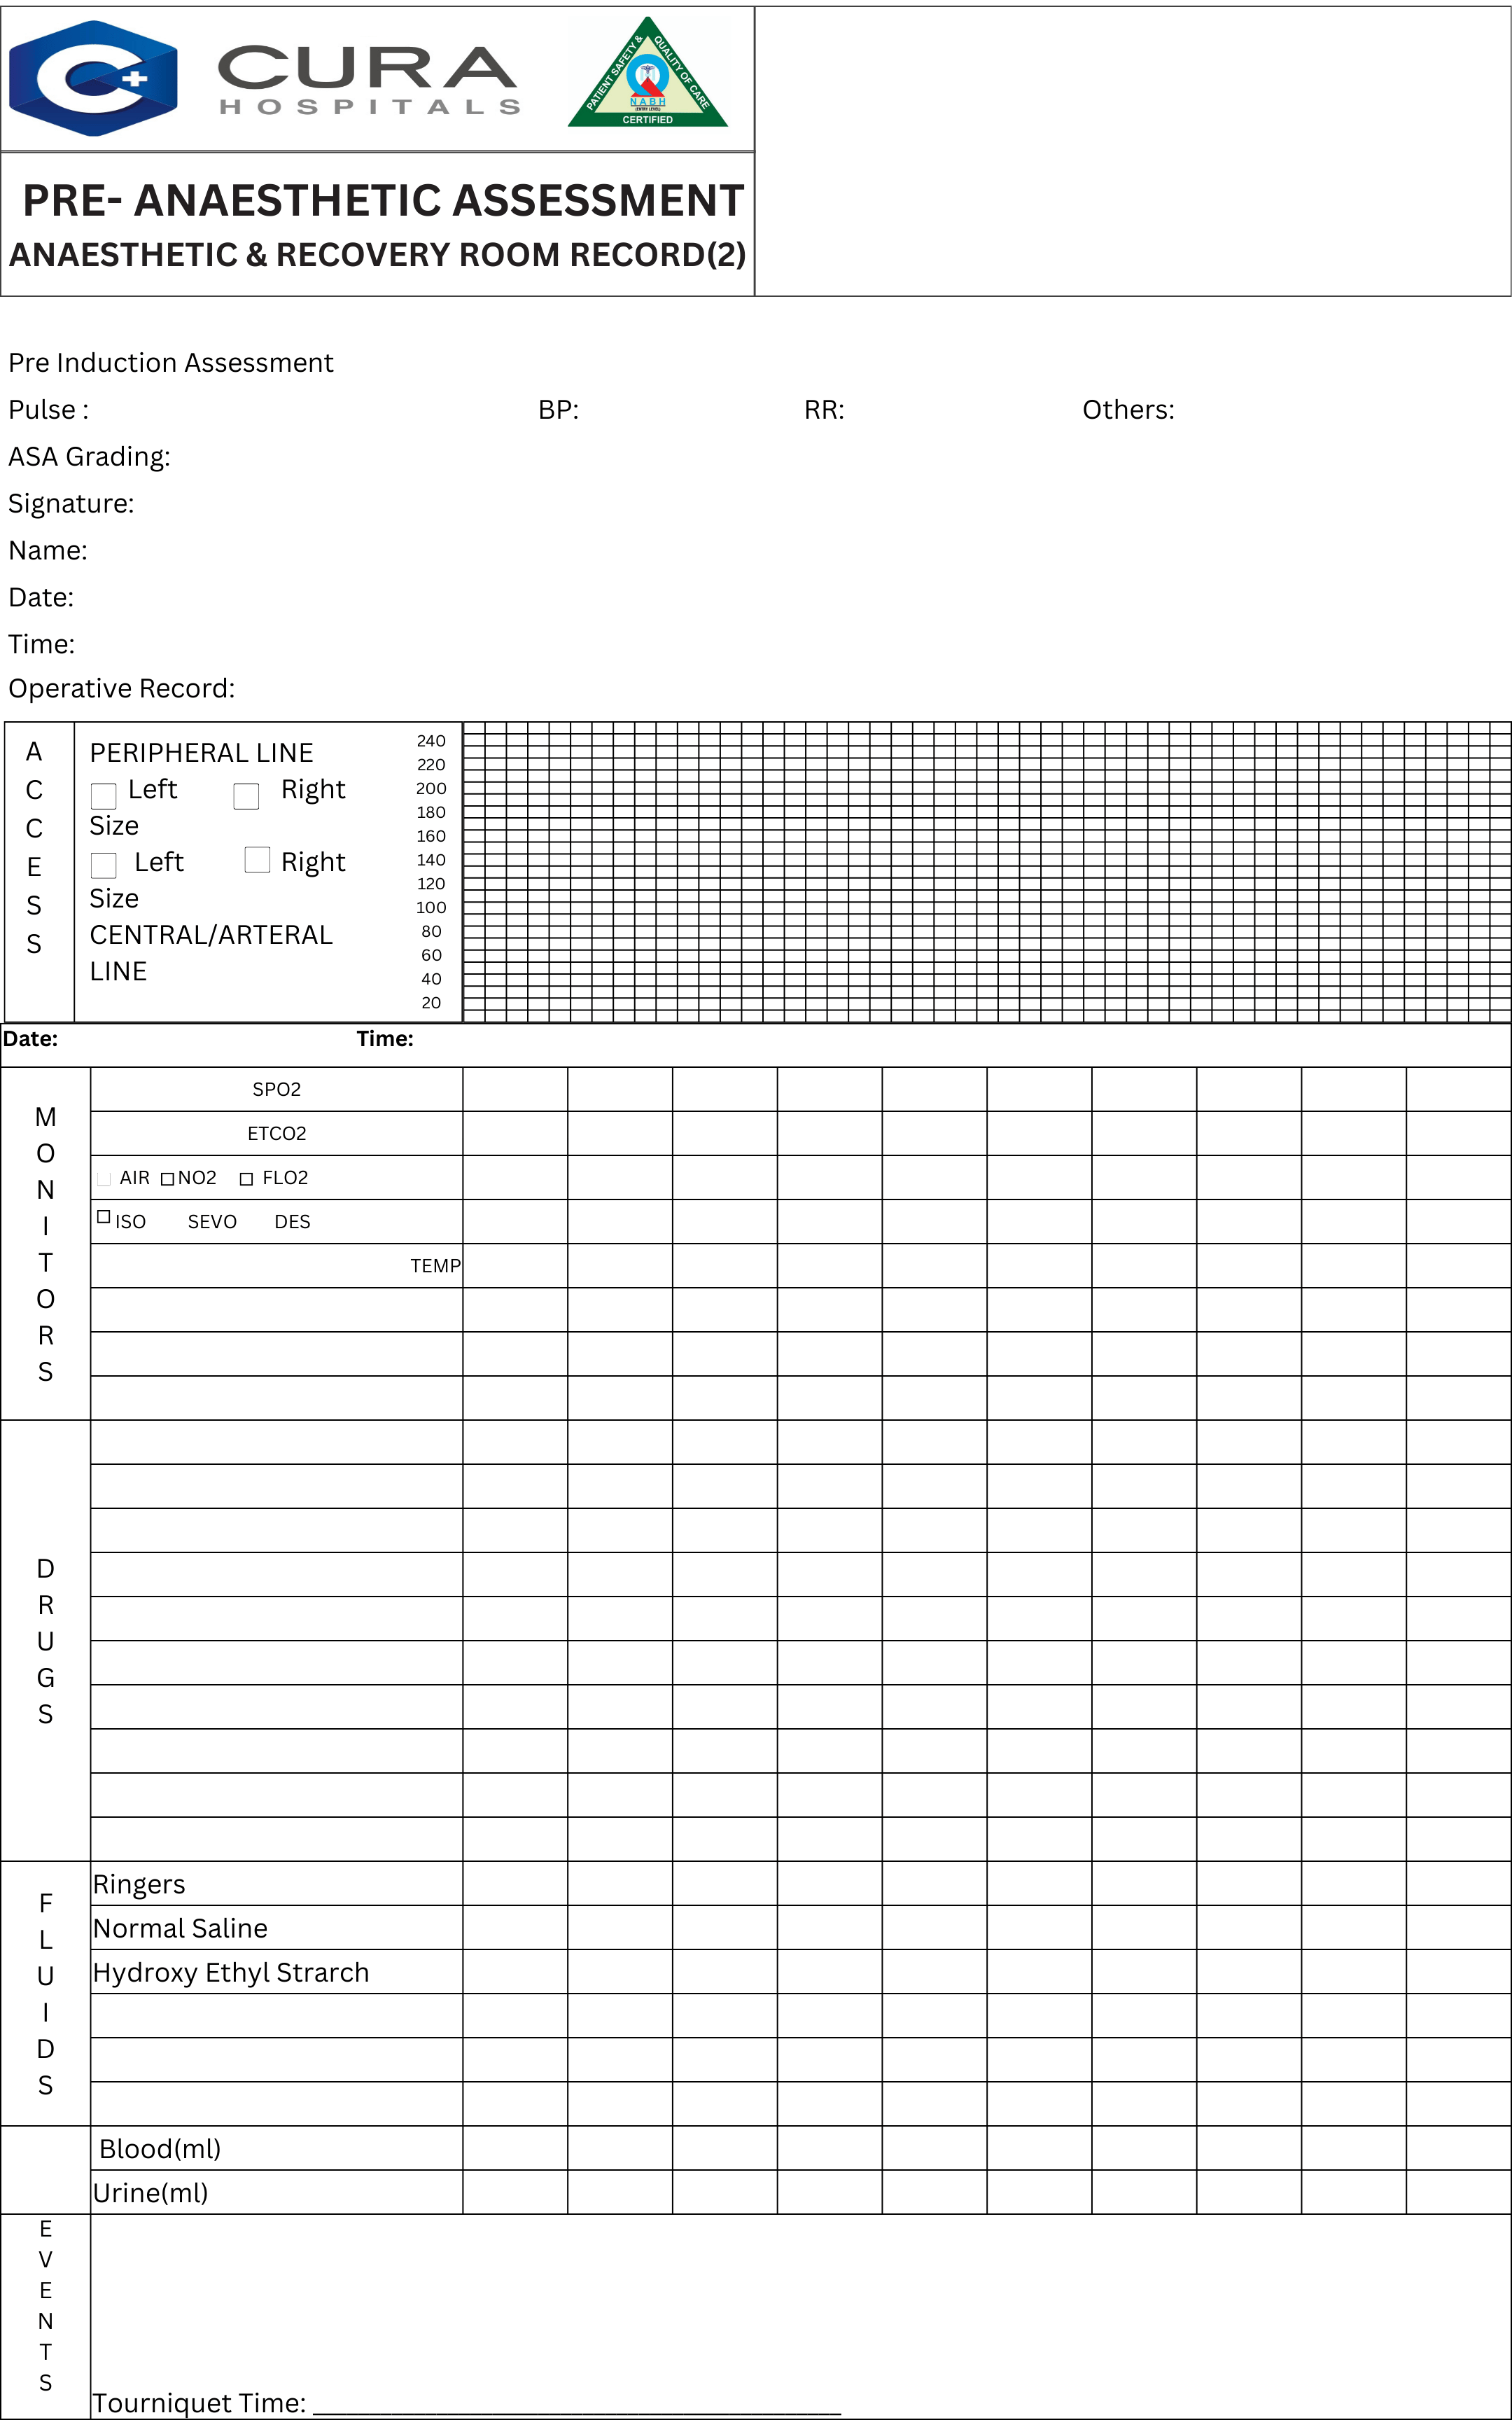 CURA
HOSPITALS
PATIENT SAFETY & QUALITY OF CARE
NABH
(ENTRY LEVEL)
CERTIFIED
PRE- ANAESTHETIC ASSESSMENT
ANAESTHETIC & RECOVERY ROOM RECORD(2)
Pre Induction Assessment
Pulse : BP: RR: Others:
ASA Grading:
Signature:
Name:
Date:
Time:
Operative Record:
ACCESS
PERIPHERAL LINE
Left Right
Size
Left Right
Size
CENTRAL/ARTERAL
LINE
240
220
200
180
160
140
120
100
80
60
40
20
Date: Time:
MONITORS
SPO2
ETCO2
AIR NO2 FLO2
ISO SEVO DES
TEMP
DRUGS
FLUIDS
Ringers
Normal Saline
Hydroxy Ethyl Strarch
Blood(ml)
Urine(ml)
EVENTS
Tourniquet Time: ____________________